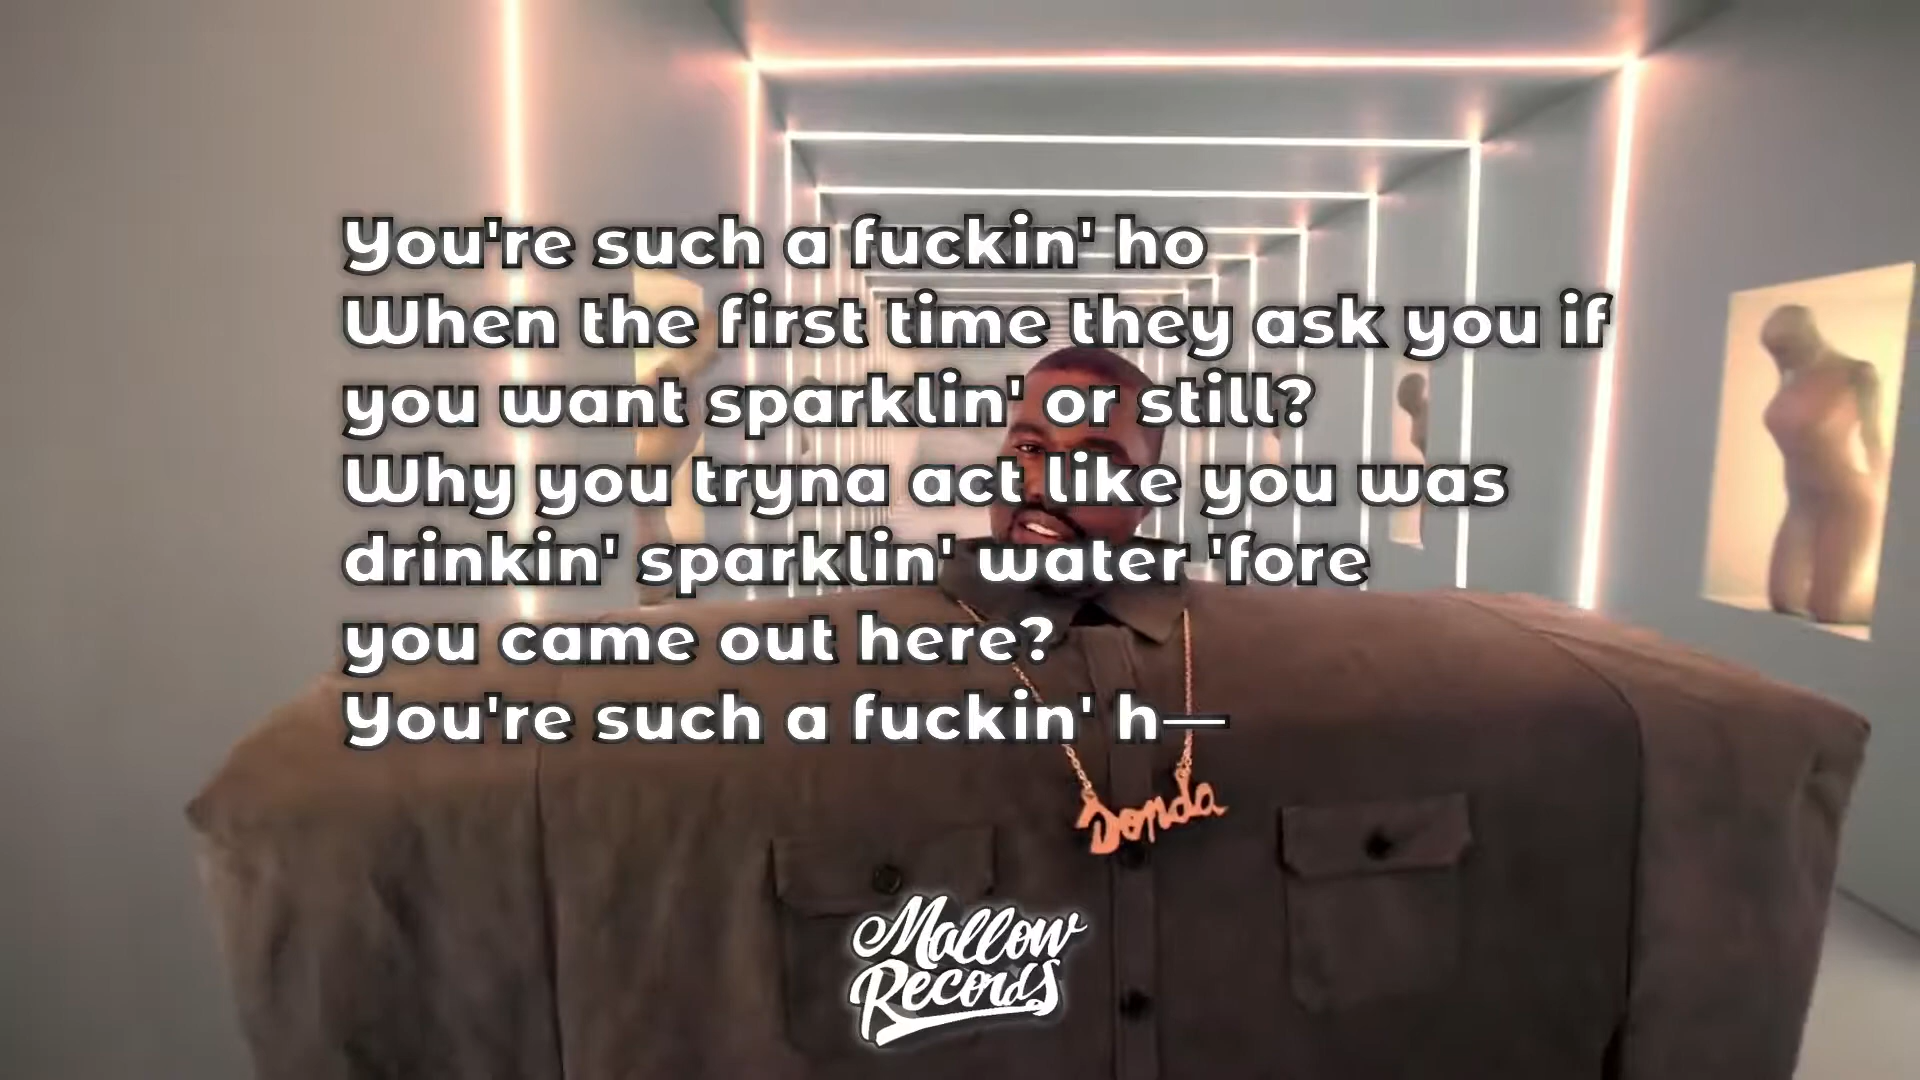 You're such a fuckin' ho
When the first time they ask you if
you want sparklin' or still?
Why you tryna act like you was
drinkin' sparklin' water 'fore
you came out here?
You're such a fuckin' h—
Donda
Mallow
Records